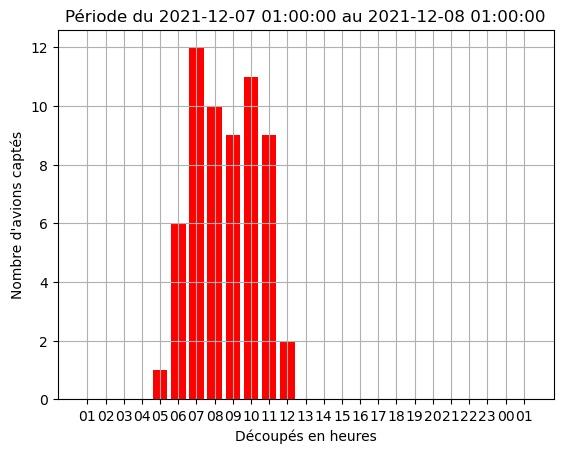 Période du 2021-12-07 01:00:00 au 2021-12-08 01:00:00
Nombre d'avions captés
12
10
8
6
4
2
0
01 02 03 04 05 06 07 08 09 10 11 12 13 14 15 16 17 18 19 20 21 22 23 00 01
Découpés en heures